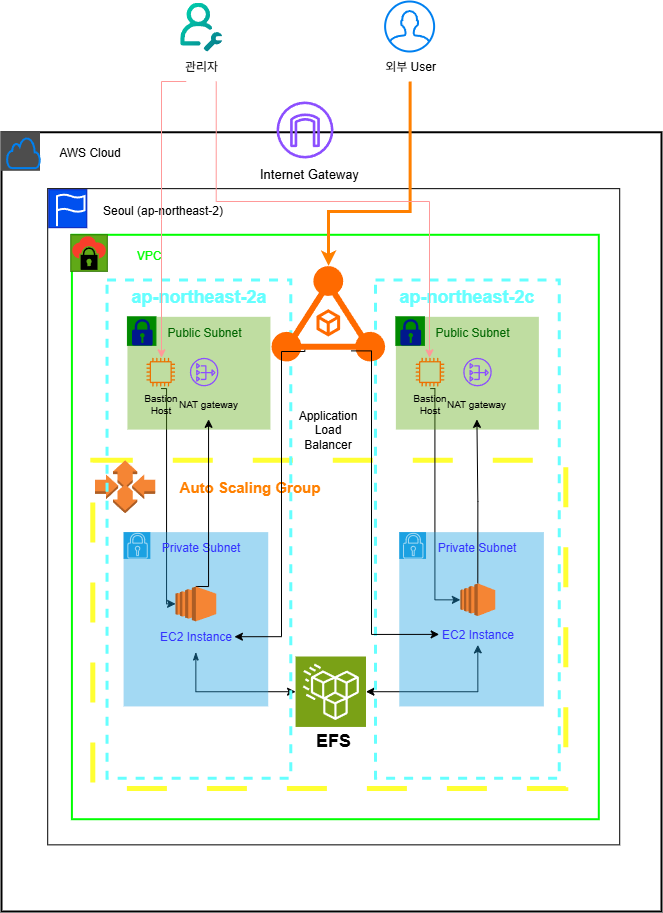 관리자
외부 User
AWS Cloud
Internet Gateway
Seoul (ap-northeast-2)
VPC
ap-northeast-2a
ap-northeast-2c
Public Subnet
Public Subnet
Bastion
Host
NAT gateway
Bastion
Host
NAT gateway
Application
Load
Balancer
Auto Scaling Group
Private Subnet
Private Subnet
EC2 Instance
EC2 Instance
EFS